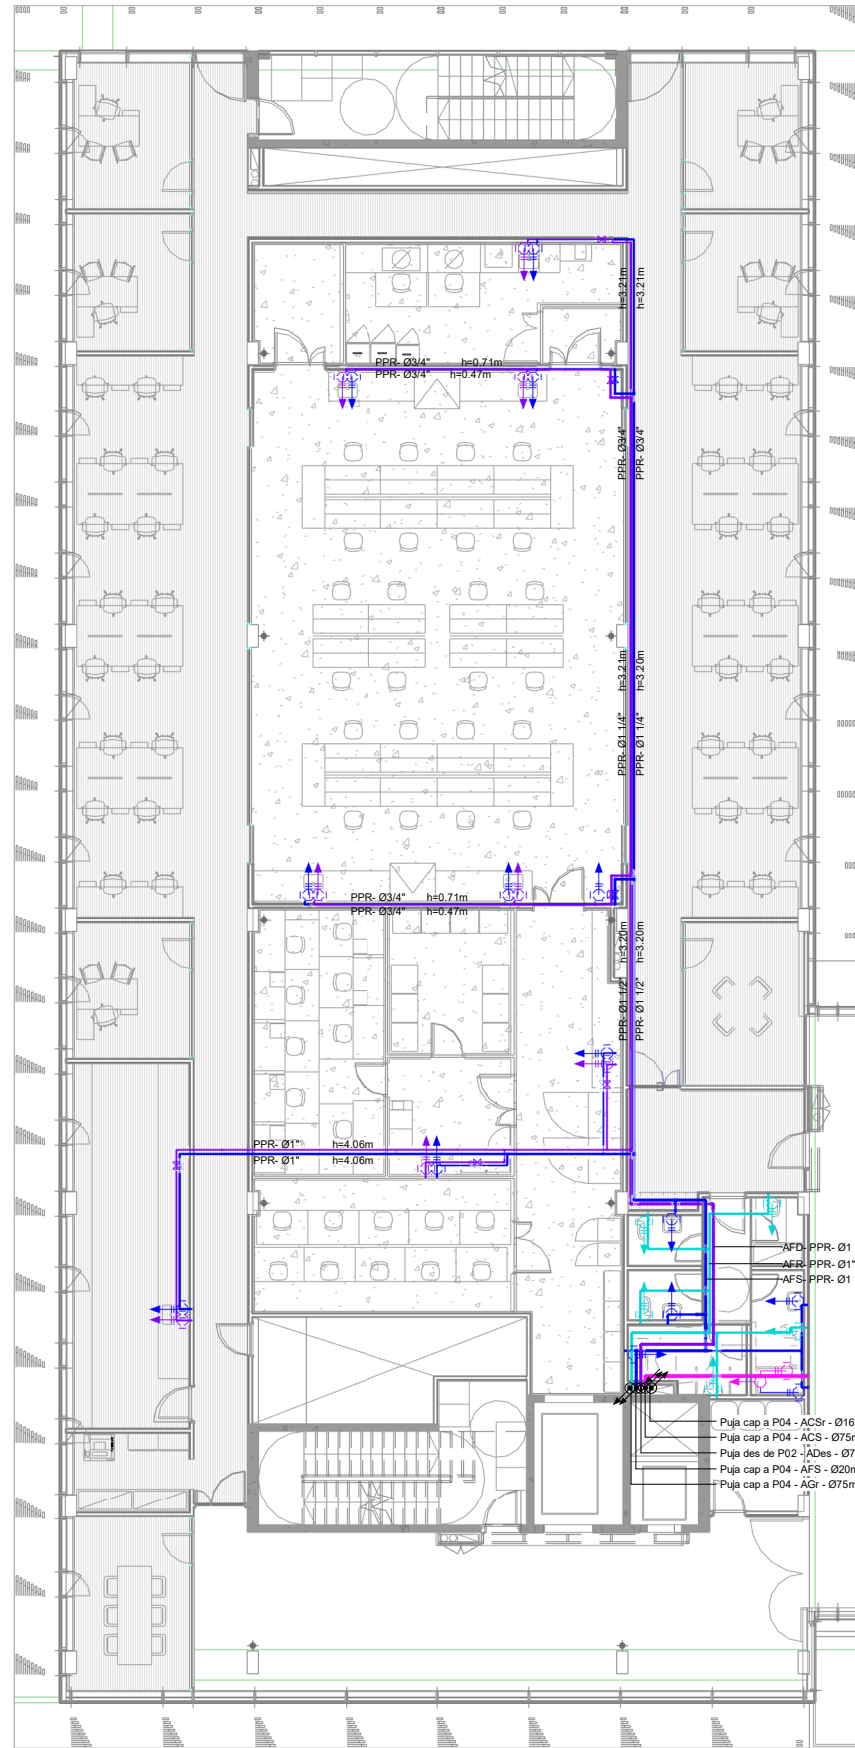 h=3.21m
h=3.21m
PPR- Ø3/4" h=0.71m
PPR- Ø3/4" h=0.47m
PPR- Ø3/4"
PPR- Ø3/4"
h=3.21m
h=3.20m
PPR- Ø1 1/4"
PPR- Ø1 1/4"
PPR- Ø3/4" h=0.71m
PPR- Ø3/4" h=0.47m
h=3.20m
h=3.20m
PPR- Ø1 1/2"
PPR- Ø1 1/2"
PPR- Ø1" h=4.06m
PPR- Ø1" h=4.06m
AFD- PPR- Ø1
AFR- PPR- Ø1"
AFS- PPR- Ø1
Puja cap a P04 - ACSr - Ø16
Puja cap a P04 - ACS - Ø75
Puja des de P02 - ADes - Ø7
Puja cap a P04 - AFS - Ø20
Puja cap a P04 - AGr - Ø75